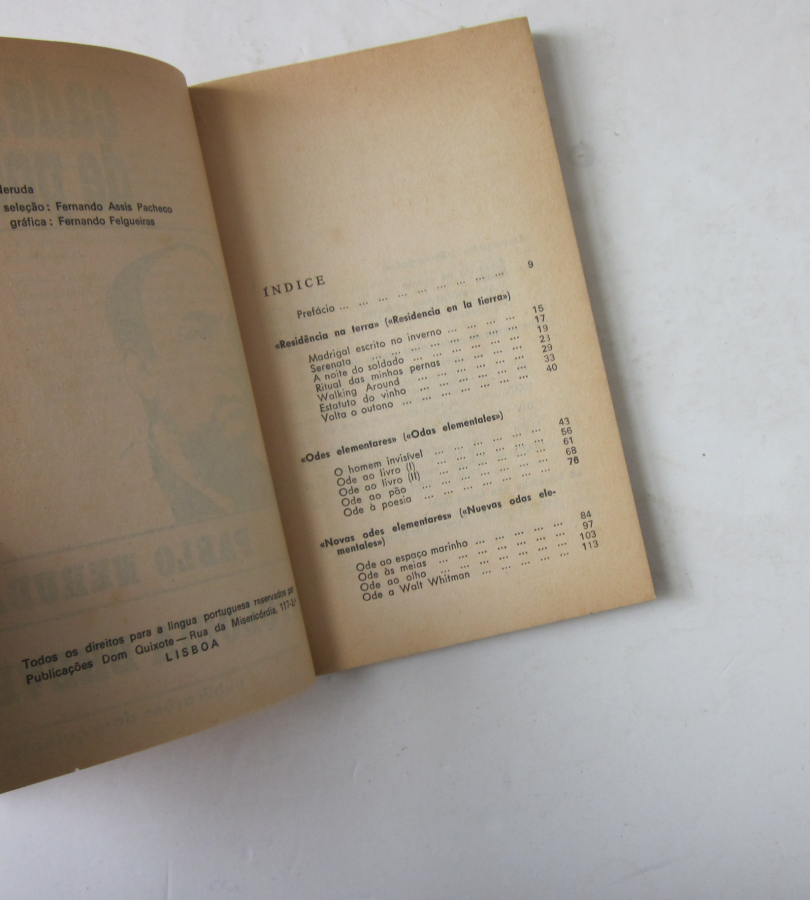 Neruda
seleção: Fernando Assis Pacheco
gráfica: Fernando Felgueiras
Todos os direitos para a língua portuguesa reservados por
Publicações Dom Quixote — Rua da Misericórdia, 117-2.º
LISBOA
ÍNDICE
Prefácio ... ... ... ... ... ... ... ... ... 9
«Residência na terra» («Residencia en la tierra»)
Madrigal escrito no inverno ... ... ... ... 15
Serenata ... ... ... ... ... ... ... ... 17
A noite do soldado ... ... ... ... ... ... 19
Ritual das minhas pernas ... ... ... ... 23
Walking Around ... ... ... ... ... ... 29
Estatuto do vinho ... ... ... ... ... ... 33
Volta o outono ... ... ... ... ... ... ... 40
«Odes elementares» («Odas elementales»)
O homem invisível ... ... ... ... ... ... 43
Ode ao livro (I) ... ... ... ... ... ... 56
Ode ao livro (II) ... ... ... ... ... ... 61
Ode ao pão ... ... ... ... ... ... ... 68
Ode à poesia ... ... ... ... ... ... ... 76
«Novas odes elementares» («Nuevas odas ele-
mentales»)
Ode ao espaço marinho ... ... ... ... ... 84
Ode às meias ... ... ... ... ... ... ... 97
Ode ao olho ... ... ... ... ... ... ... 103
Ode a Walt Whitman ... ... ... ... ... 113